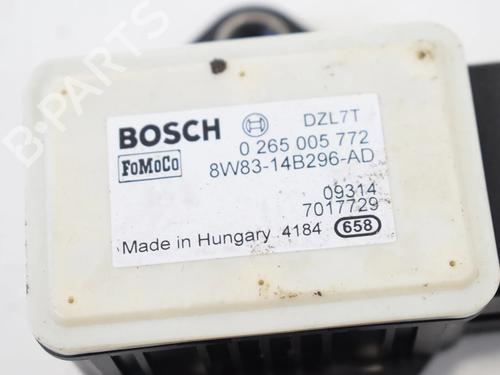 B-PARTS
BOSCH DZL7T
0 265 005 772
FoMoCo 8W83-14B296-AD
09314
7017729
Made in Hungary 4184 658